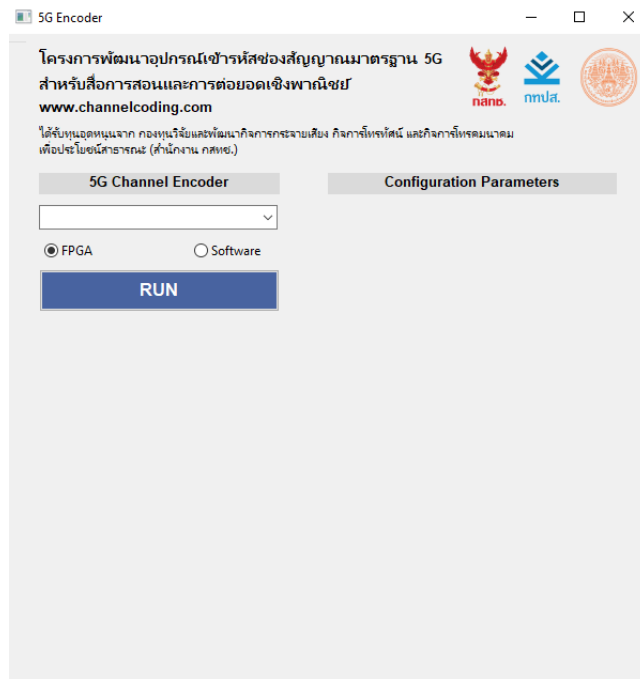 5G Encoder
โครงการพัฒนาอุปกรณ์เข้ารหัสช่องสัญญาณมาตรฐาน 5G
สำหรับสื่อการสอนและการต่อยอดเชิงพาณิชย์
www.channelcoding.com
กสทช.
กทปส.
ได้รับทุนอุดหนุนจาก กองทุนวิจัยและพัฒนากิจการกระจายเสียง กิจการโทรทัศน์ และกิจการโทรคมนาคม
เพื่อประโยชน์สาธารณะ (สำนักงาน กสทช.)
5G Channel Encoder
Configuration Parameters
FPGA
Software
RUN